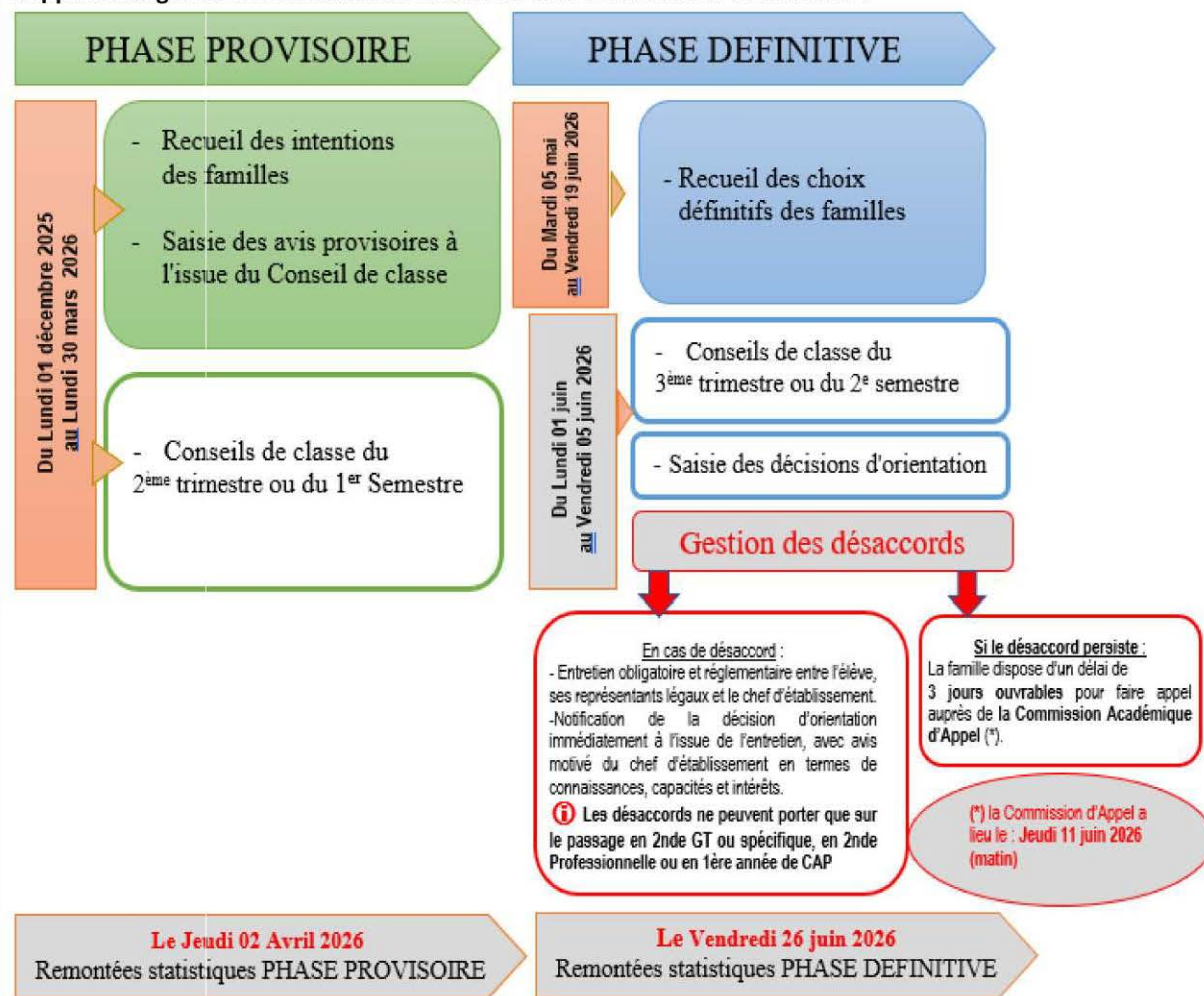 PHASE PROVISOIRE
PHASE DEFINITIVE
Du Lundi 01 décembre 2025
au Lundi 30 mars 2026
- Recueil des intentions
des familles
- Saisie des avis provisoires à
l'issue du Conseil de classe
- Conseils de classe du
2ème trimestre ou du 1er Semestre
Du Mardi 05 mai
au Vendredi 19 juin 2026
- Recueil des choix
définitifs des familles
Du Lundi 01 juin
au Vendredi 05 juin 2026
- Conseils de classe du
3ème trimestre ou du 2e semestre
- Saisie des décisions d'orientation
Gestion des désaccords
En cas de désaccord :
- Entretien obligatoire et réglementaire entre l'élève,
ses représentants légaux et le chef d'établissement.
-Notification de la décision d'orientation
immédiatement à l'issue de l'entretien, avec avis
motivé du chef d'établissement en termes de
connaissances, capacités et intérêts.
Les désaccords ne peuvent porter que sur
le passage en 2nde GT ou spécifique, en 2nde
Professionnelle ou en 1ère année de CAP
Si le désaccord persiste :
La famille dispose d'un délai de
3 jours ouvrables pour faire appel
auprès de la Commission Académique
d'Appel (*).
(*) la Commission d'Appel a
lieu le : Jeudi 11 juin 2026
(matin)
Le Jeudi 02 Avril 2026
Remontées statistiques PHASE PROVISOIRE
Le Vendredi 26 juin 2026
Remontées statistiques PHASE DEFINITIVE